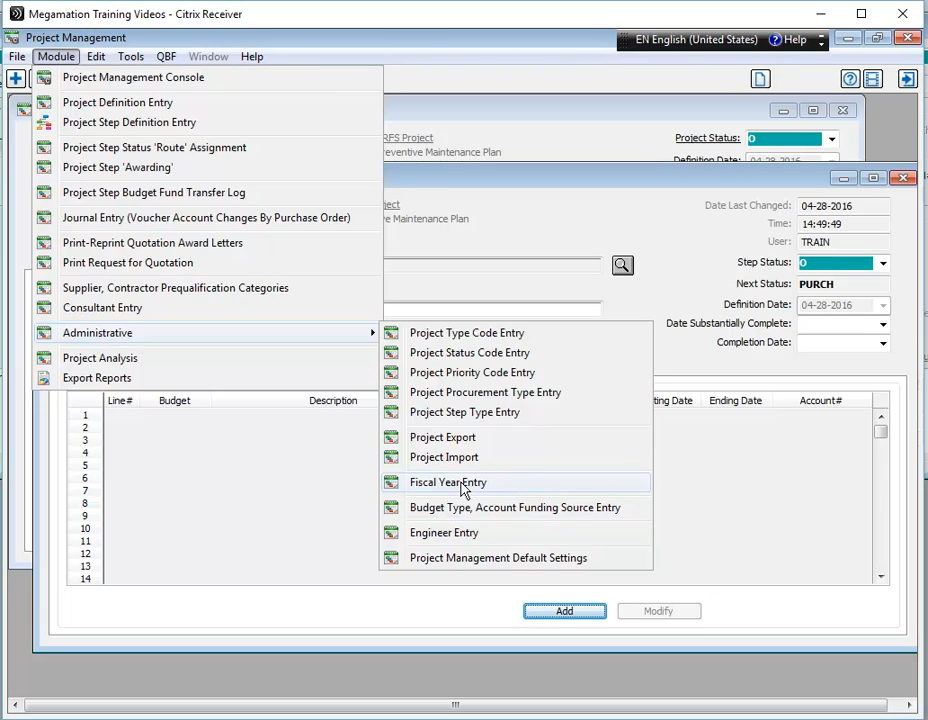 Megamation Training Videos - Citrix Receiver
Project Management
EN English (United States) Help
File Module Edit Tools QBF Window Help
Project Management Console
Project Definition Entry
Project Step Definition Entry
Project Step Status 'Route' Assignment
Project Step 'Awarding'
Project Step Budget Fund Transfer Log
Journal Entry (Voucher Account Changes By Purchase Order)
Print-Reprint Quotation Award Letters
Print Request for Quotation
Supplier, Contractor Prequalification Categories
Consultant Entry
Administrative
Project Analysis
Export Reports
RFS Project
Preventive Maintenance Plan
Project Status: O
Definition Date: 04-28-2016
Maintenance Plan
Date Last Changed: 04-28-2016
Time: 14:49:49
User: TRAIN
Step Status: O
Next Status: PURCH
Definition Date: 04-28-2016
Date Substantially Complete:
Completion Date:
Project Type Code Entry
Project Status Code Entry
Project Priority Code Entry
Project Procurement Type Entry
Project Step Type Entry
Project Export
Project Import
Fiscal Year Entry
Budget Type, Account Funding Source Entry
Engineer Entry
Project Management Default Settings
Line# Budget Description Date Ending Date Account#
1
2
3
4
5
6
7
8
9
10
11
12
13
14
Add Modify